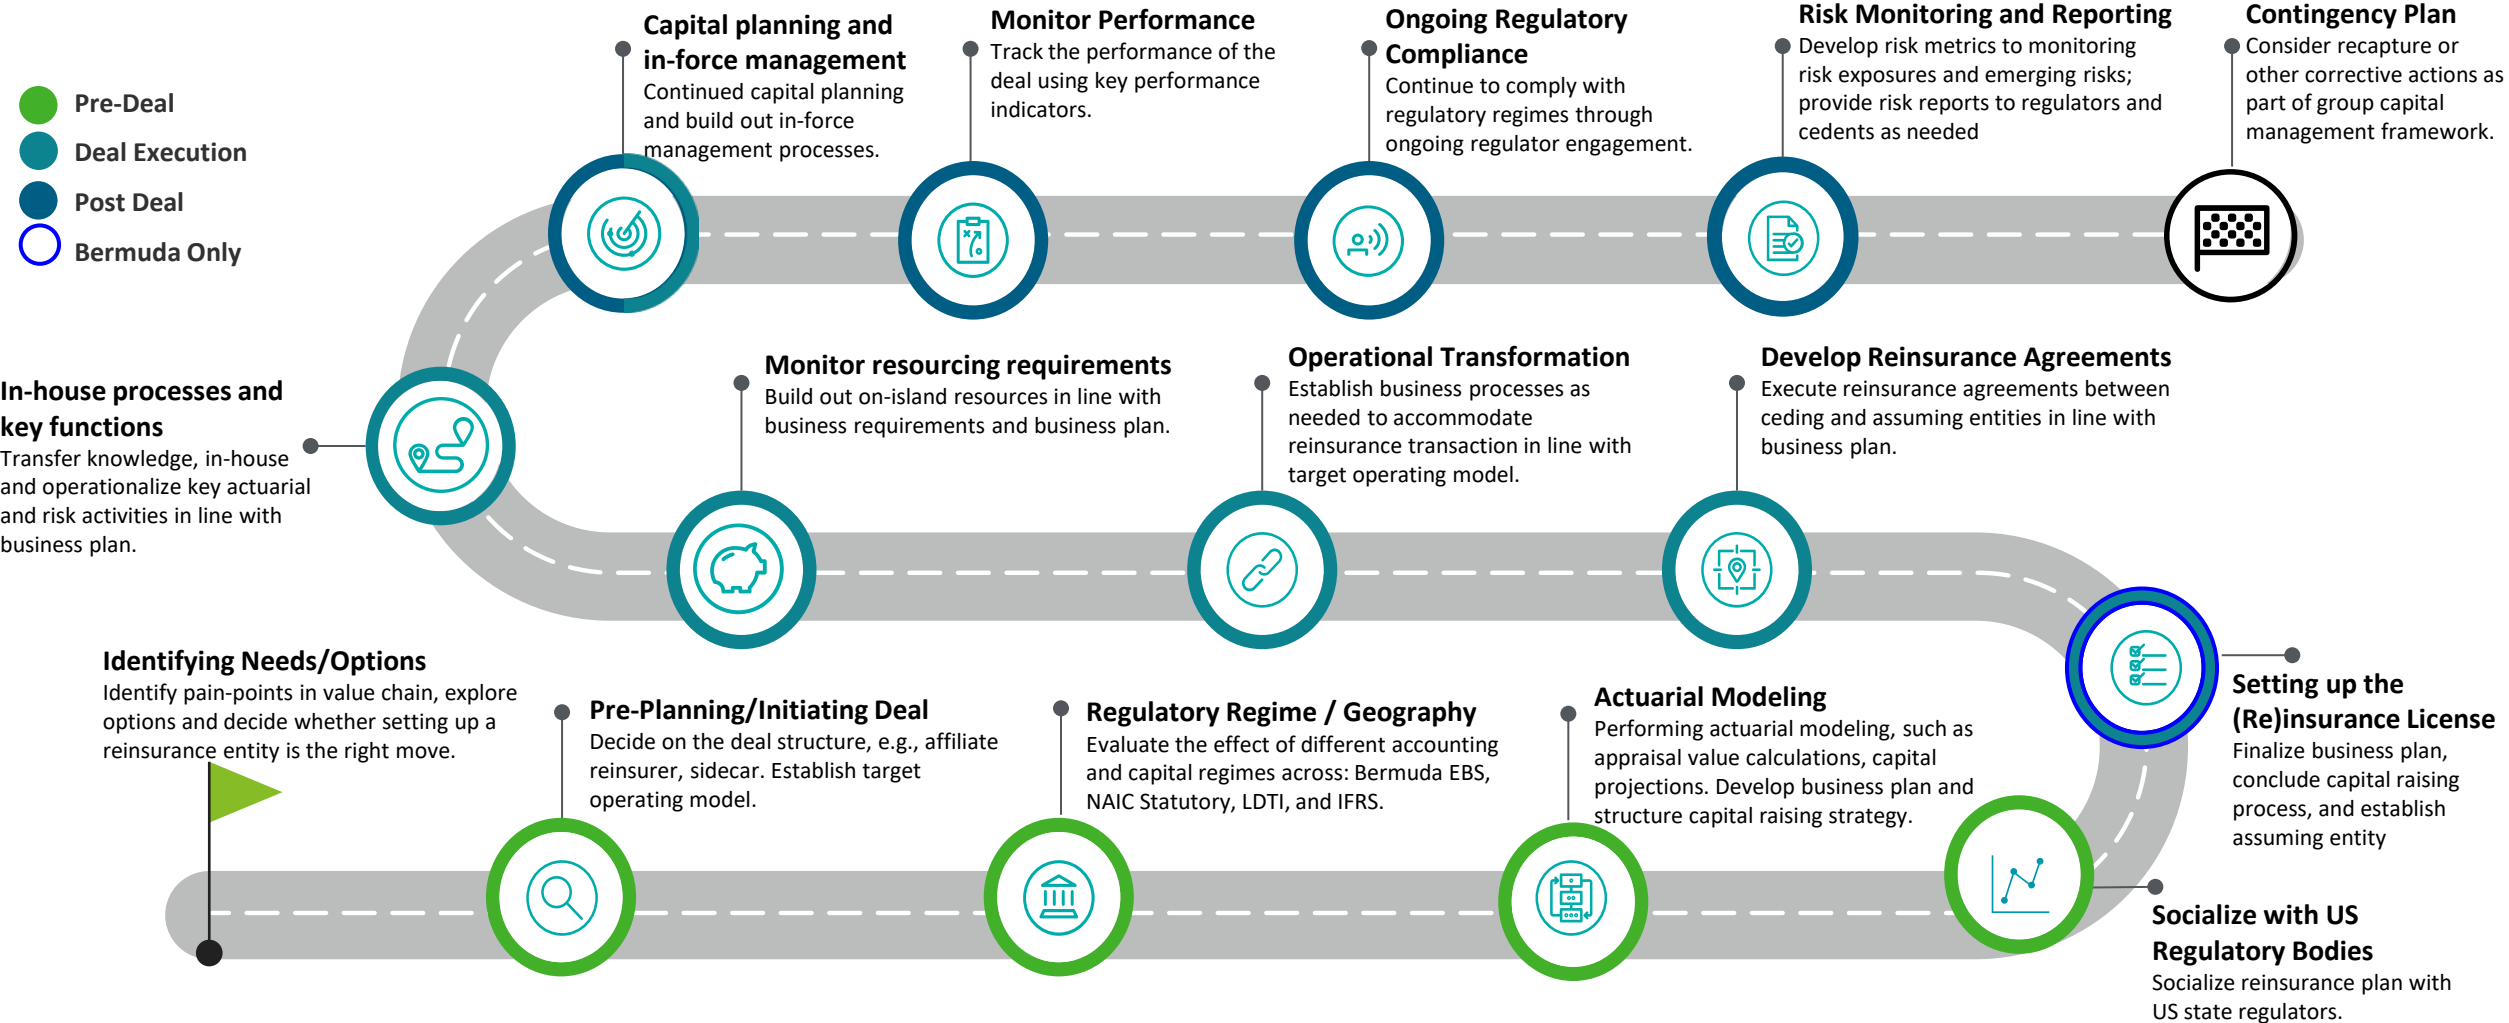 Capital planning and
in-force management
Continued capital planning
and build out in-force
management processes.
Monitor Performance
Track the performance of the
deal using key performance
indicators.
Ongoing Regulatory
Compliance
Continue to comply with
regulatory regimes through
ongoing regulator engagement.
Risk Monitoring and Reporting
Develop risk metrics to monitoring
risk exposures and emerging risks;
provide risk reports to regulators and
cedents as needed
Contingency Plan
Consider recapture or
other corrective actions as
part of group capital
management framework.
Pre-Deal
Deal Execution
Post Deal
Bermuda Only
In-house processes and
key functions
Transfer knowledge, in-house
and operationalize key actuarial
and risk activities in line with
business plan.
Monitor resourcing requirements
Build out on-island resources in line with
business requirements and business plan.
Operational Transformation
Establish business processes as
needed to accommodate
reinsurance transaction in line with
target operating model.
Develop Reinsurance Agreements
Execute reinsurance agreements between
ceding and assuming entities in line with
business plan.
Identifying Needs/Options
Identify pain-points in value chain, explore
options and decide whether setting up a
reinsurance entity is the right move.
Pre-Planning/Initiating Deal
Decide on the deal structure, e.g., affiliate
reinsurer, sidecar. Establish target
operating model.
Regulatory Regime / Geography
Evaluate the effect of different accounting
and capital regimes across: Bermuda EBS,
NAIC Statutory, LDTI, and IFRS.
Actuarial Modeling
Performing actuarial modeling, such as
appraisal value calculations, capital
projections. Develop business plan and
structure capital raising strategy.
Setting up the
(Re)insurance License
Finalize business plan,
conclude capital raising
process, and establish
assuming entity
Socialize with US
Regulatory Bodies
Socialize reinsurance plan with
US state regulators.